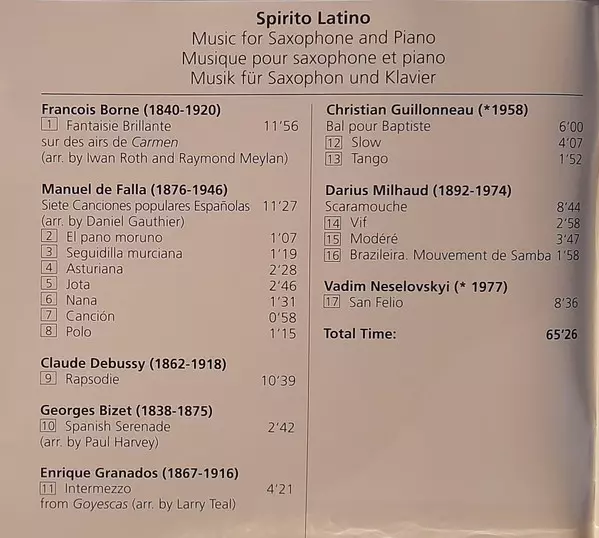 Spirito Latino
Music for Saxophone and Piano
Musique pour saxophone et piano
Musik für Saxophon und Klavier
Francois Borne (1840-1920)
1 Fantaisie Brillante 11'56
sur des airs de Carmen
(arr. by Iwan Roth and Raymond Meylan)
Manuel de Falla (1876-1946)
Siete Canciones populares Españolas 11'27
(arr. by Daniel Gauthier)
2 El pano moruno 1'07
3 Seguidilla murciana 1'19
4 Asturiana 2'28
5 Jota 2'46
6 Nana 1'31
7 Canción 0'58
8 Polo 1'15
Claude Debussy (1862-1918)
9 Rapsodie 10'39
Georges Bizet (1838-1875)
10 Spanish Serenade 2'42
(arr. by Paul Harvey)
Enrique Granados (1867-1916)
11 Intermezzo 4'21
from Goyescas (arr. by Larry Teal)
Christian Guillonneau (*1958)
Bal pour Baptiste 6'00
12 Slow 4'07
13 Tango 1'52
Darius Milhaud (1892-1974)
Scaramouche 8'44
14 Vif 2'58
15 Modéré 3'47
16 Brazileira. Mouvement de Samba 1'58
Vadim Neselovskyi (* 1977)
17 San Felio 8'36
Total Time: 65'26